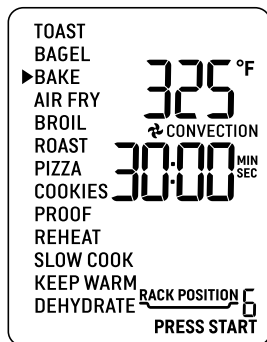 TOAST
BAGEL
BAKE
AIR FRY
BROIL
ROAST
PIZZA
COOKIES
PROOF
REHEAT
SLOW COOK
KEEP WARM
DEHYDRATE
325°F
CONVECTION
30:00 MIN SEC
RACK POSITION 6
PRESS START